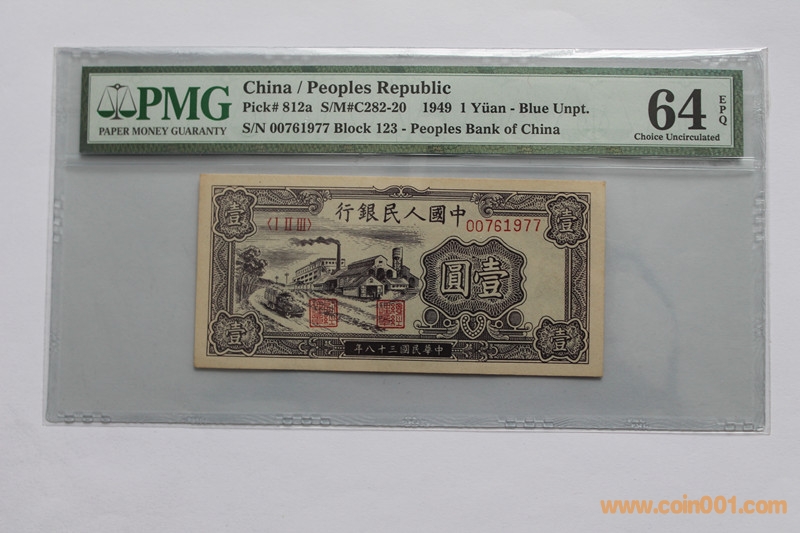 PMG
PAPER MONEY GUARANTY
China / Peoples Republic
Pick# 812a S/M#C282-20 1949 1 Yüan - Blue Unpt.
S/N 00761977 Block 123 - Peoples Bank of China
64 EPQ
Choice Uncirculated
壹 壹
行銀民人國中
〈I II III〉 00761977
圓壹
壹 壹
年八十三國民華中
www.coin001.com